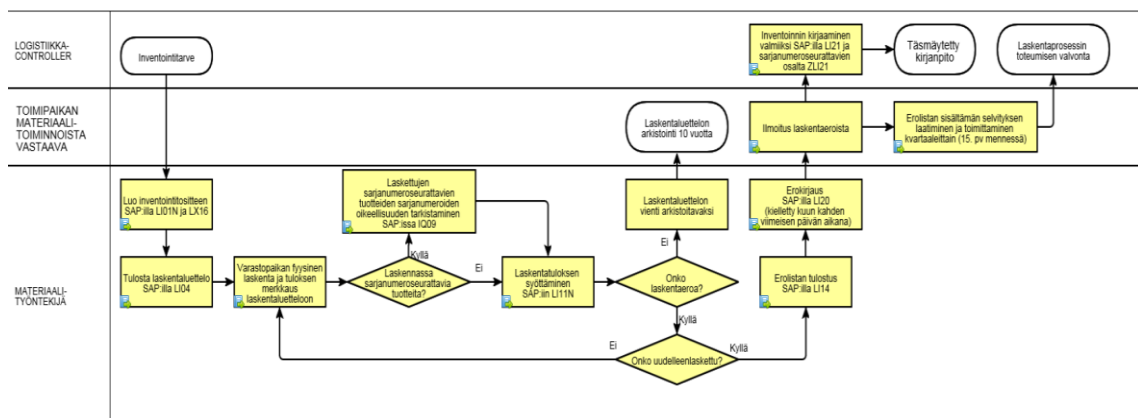 LOGISTIIKKA-
CONTROLLER
Inventointitarve
Inventoinnin kirjaaminen
valmiiksi SAP:illa LI21 ja
sarjanumeroseurattavien
osalta ZLI21
Täsmäytetty
kirjanpito
Laskentaprosessin
toteumisen valvonta
TOIMIPAIKAN
MATERIAALI-
TOIMINNOISTA
VASTAAVA
Laskentaluettelon
arkistointi 10 vuotta
Ilmoitus laskentaeroista
Erolistan sisältämän selvityksen
laatiminen ja toimittaminen
kvartaaleittain (15. pv mennessä)
MATERIAALI-
TYÖNTEKIJÄ
Luo inventointitositteen
SAP:illa LI01N ja LX16
Laskettujen
sarjanumeroseurattavien
tuotteiden sarjanumeroiden
oikeellisuuden tarkistaminen
SAP:issa IQ09
Laskentaluettelon
vienti arkistoitavaksi
Erokirjaus
SAP:illa LI20
(kielletty kuun kahden
viimeisen päivän aikana)
Kyllä
Ei
Tulosta laskentaluettelo
SAP:illa LI04
Varastopaikan fyysinen
laskenta ja tuloksen
merkkaus
laskentaluetteloon
Laskennassa
sarjanumeroseurattavia
tuotteita?
Ei
Laskentatuloksen
syöttäminen
SAP:iin LI11N
Onko
laskentaeroa?
Erolistan tulostus
SAP:illa LI14
Kyllä
Ei
Onko uudelleenlaskettu?
Kyllä